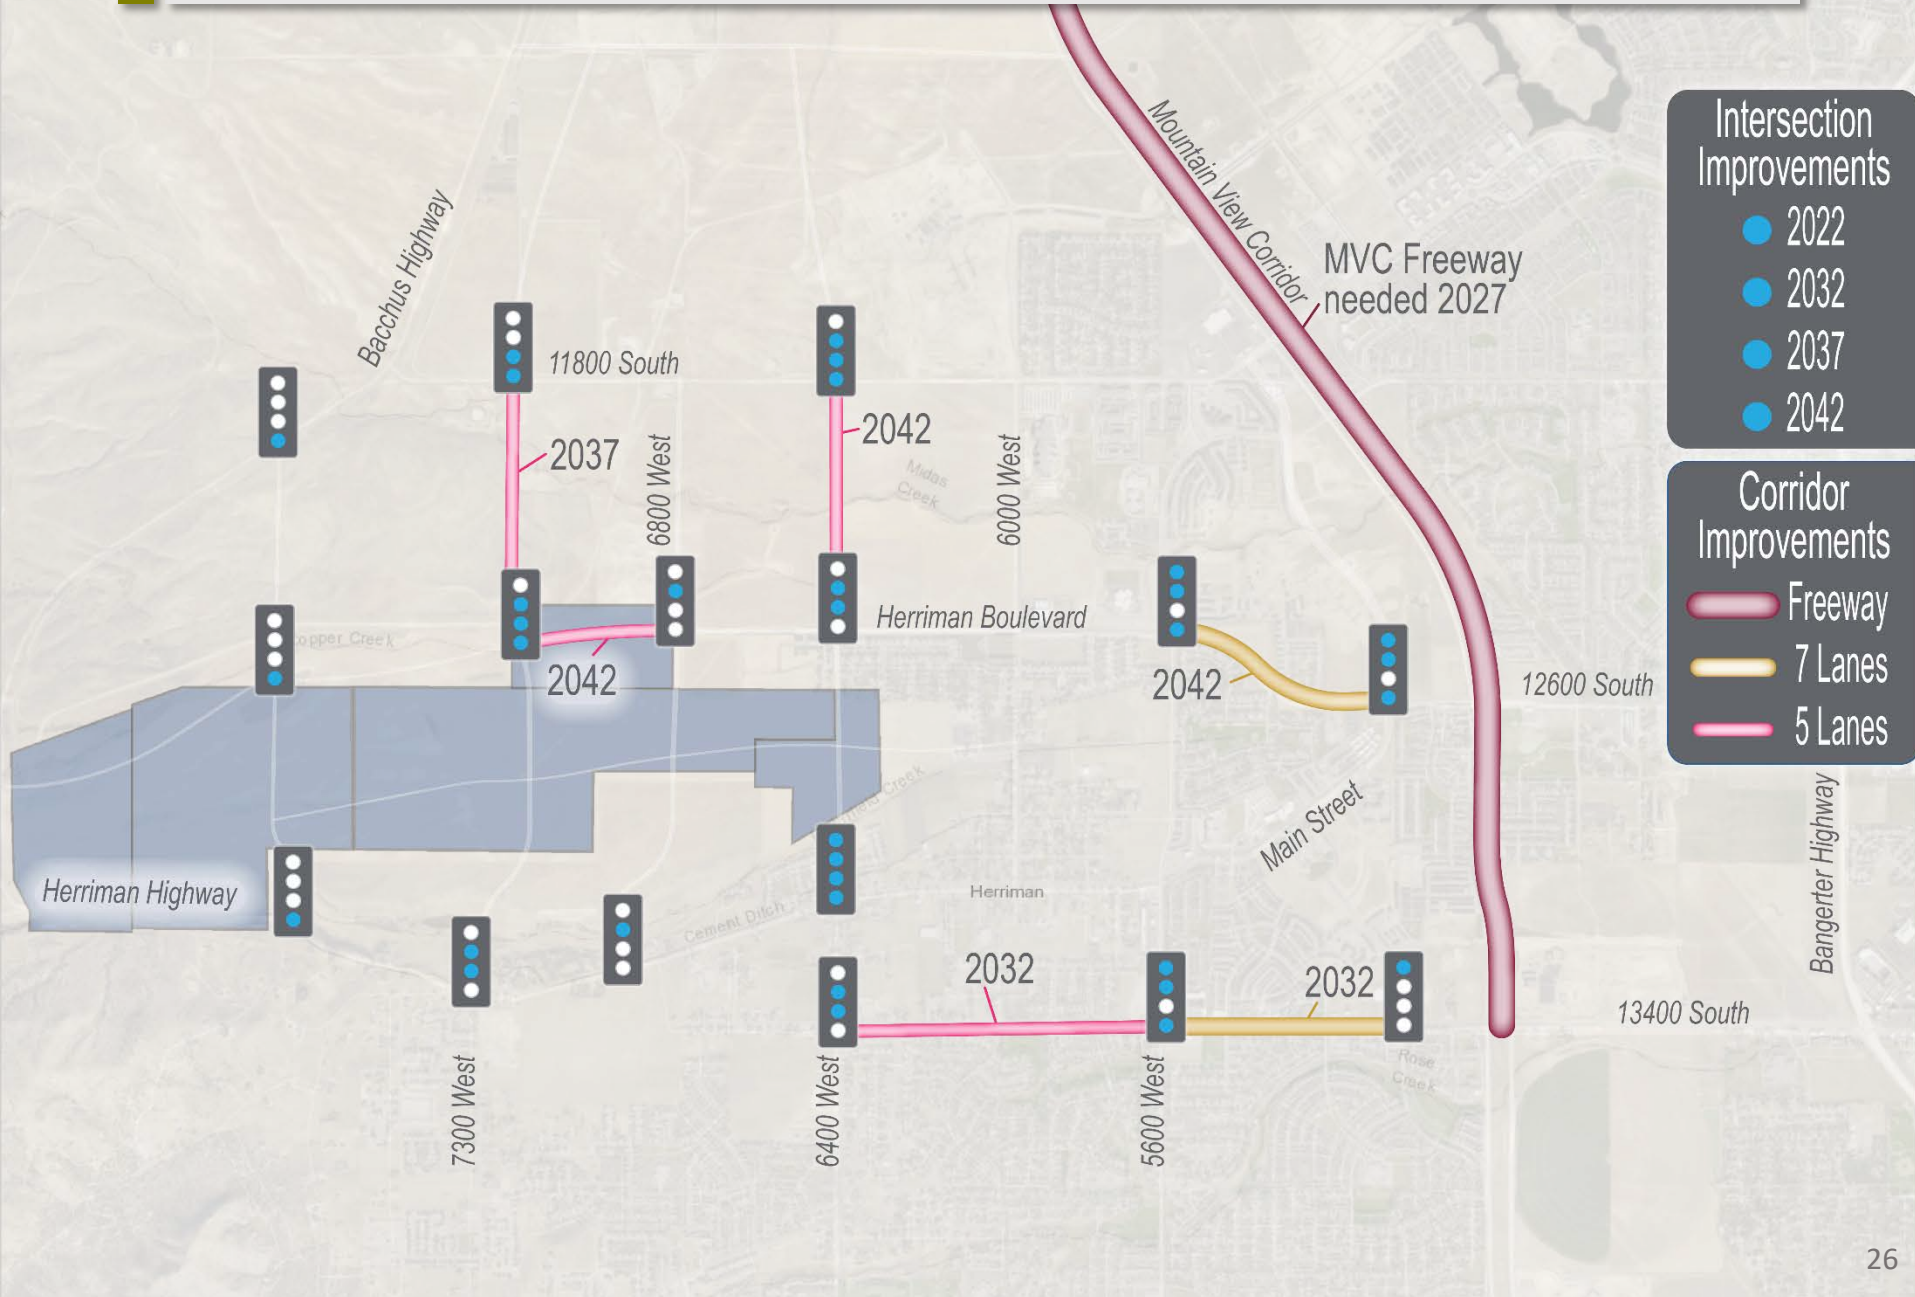 Mountain View Corridor
MVC Freeway
needed 2027
Bacchus Highway
11800 South
2037
6800 West
2042
6000 West
Midas
Creek
Intersection
Improvements
2022
2032
2037
2042
Corridor
Improvements
Freeway
7 Lanes
5 Lanes
opper Creek
2042
Herriman Boulevard
2042
12600 South
Main Street
Bangerter Highway
Herriman Highway
Cement Ditch
Herriman
2032
2032
13400 South
Rose
Creek
7300 West
6400 West
5600 West
26